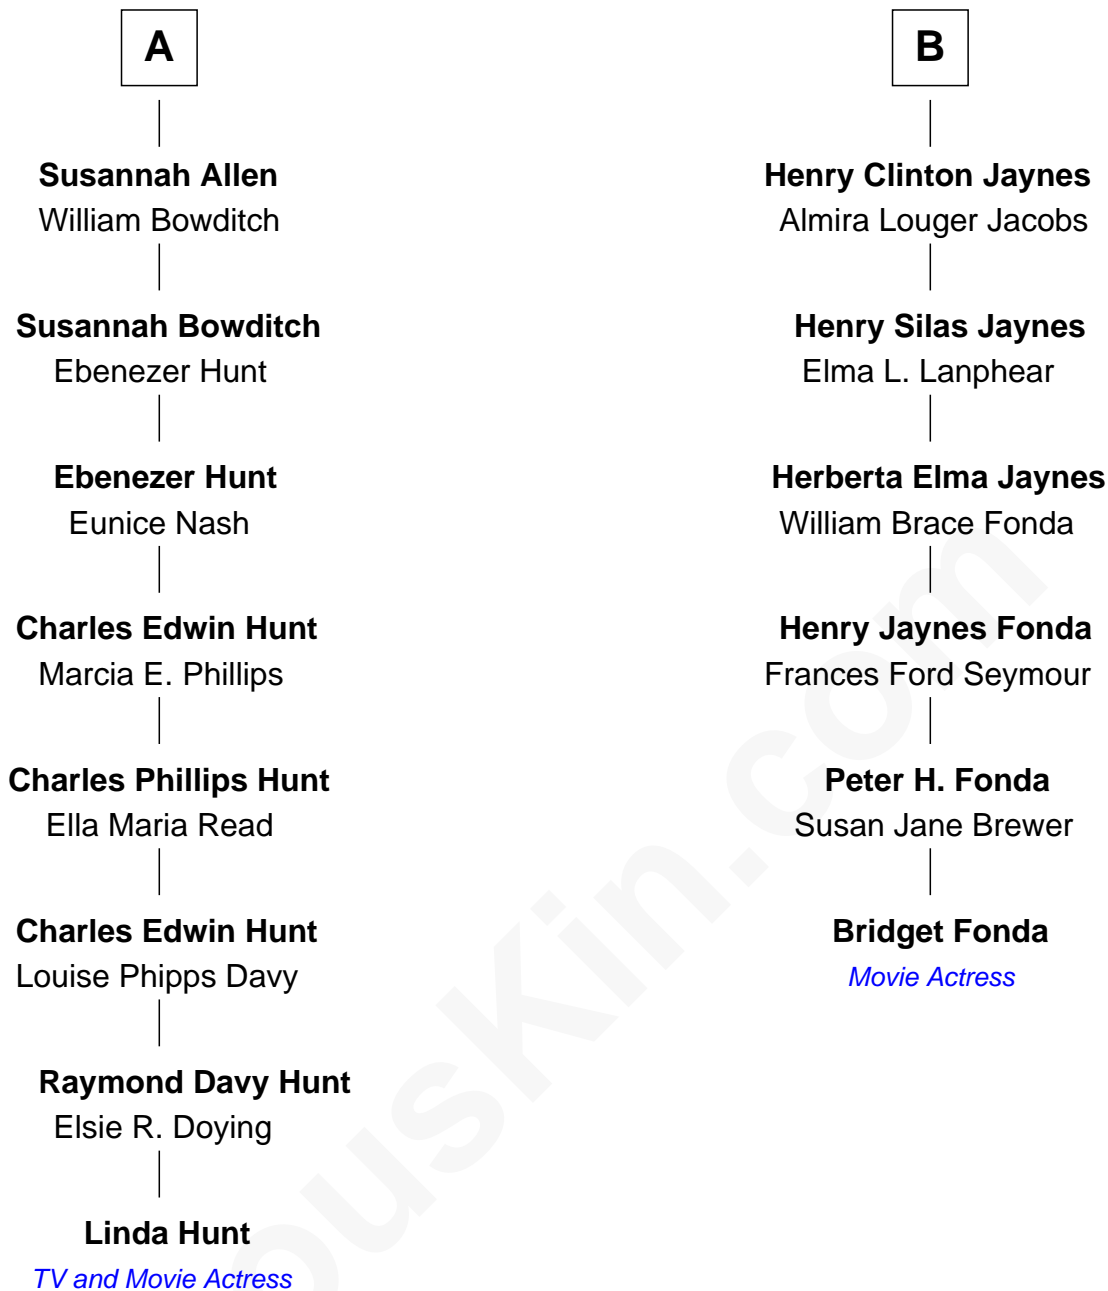 A
Susannah Allen
William Bowditch
Susannah Bowditch
Ebenezer Hunt
Ebenezer Hunt
Eunice Nash
Charles Edwin Hunt
Marcia E. Phillips
Charles Phillips Hunt
Ella Maria Read
Charles Edwin Hunt
Louise Phipps Davy
Raymond Davy Hunt
Elsie R. Doying
Linda Hunt
TV and Movie Actress
B
Henry Clinton Jaynes
Almira Louger Jacobs
Henry Silas Jaynes
Elma L. Lanphear
Herberta Elma Jaynes
William Brace Fonda
Henry Jaynes Fonda
Frances Ford Seymour
Peter H. Fonda
Susan Jane Brewer
Bridget Fonda
Movie Actress
ousKin.com